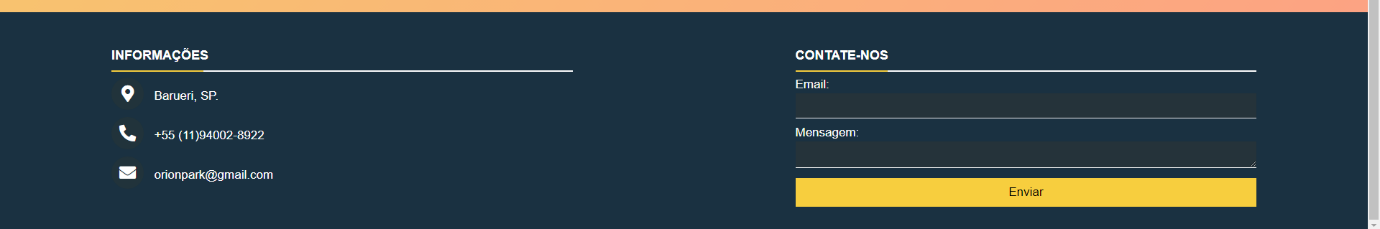 INFORMAÇÕES
Barueri, SP.
+55 (11)94002-8922
orionpark@gmail.com
CONTATE-NOS
Email:
Mensagem:
Enviar